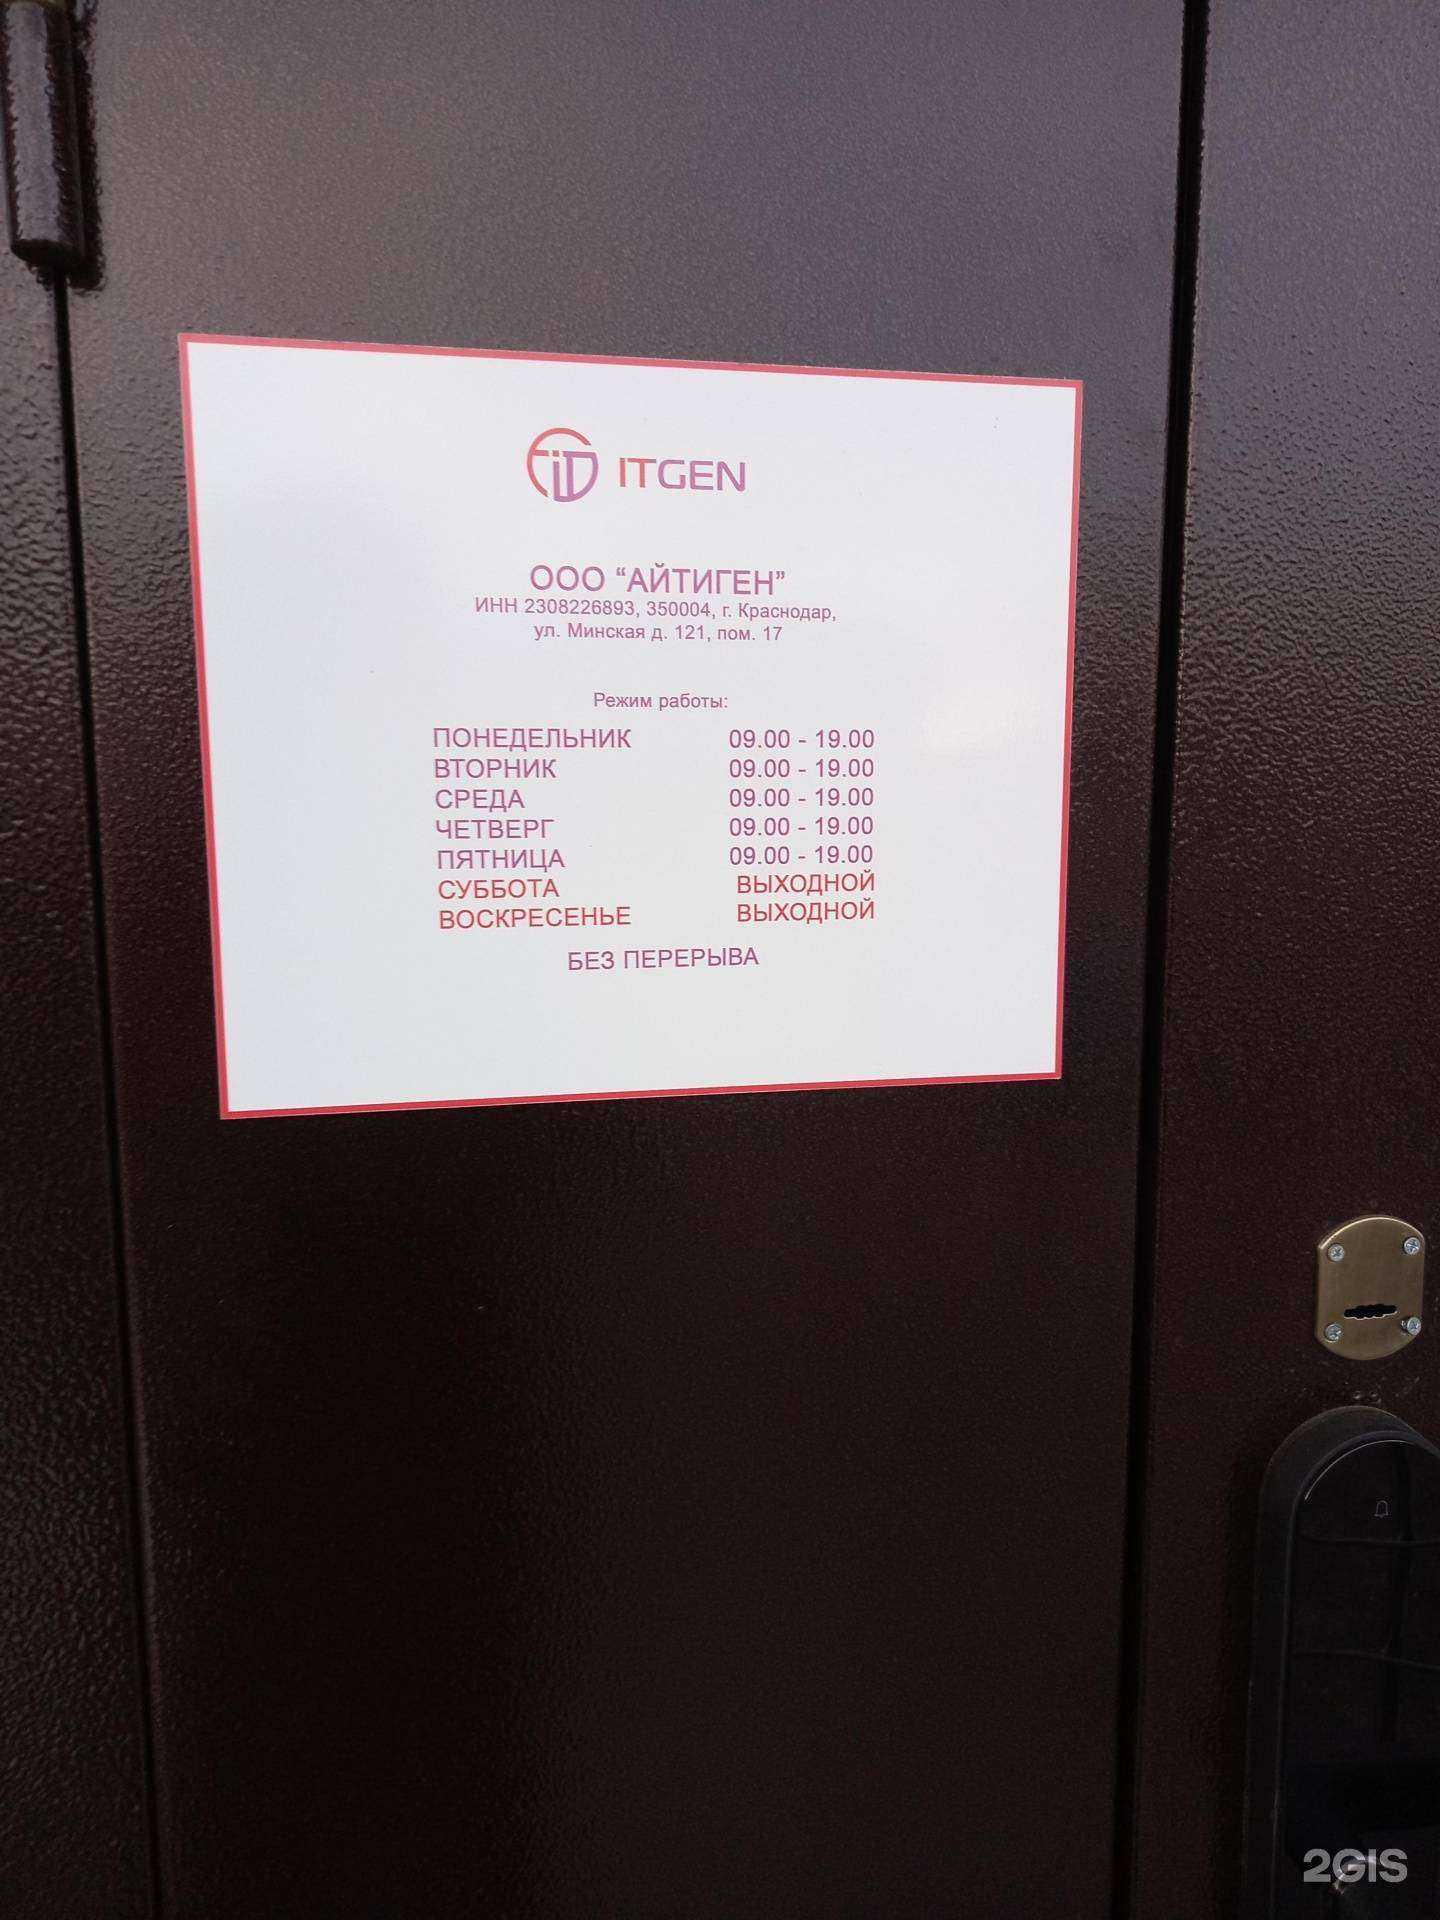 ITGEN
ООО “АЙТИГЕН”
ИНН 2308226893, 350004, г. Краснодар,
ул. Минская д. 121, пом. 17
Режим работы:
ПОНЕДЕЛЬНИК 09.00 - 19.00
ВТОРНИК 09.00 - 19.00
СРЕДА 09.00 - 19.00
ЧЕТВЕРГ 09.00 - 19.00
ПЯТНИЦА 09.00 - 19.00
СУББОТА ВЫХОДНОЙ
ВОСКРЕСЕНЬЕ ВЫХОДНОЙ
БЕЗ ПЕРЕРЫВА
2GIS